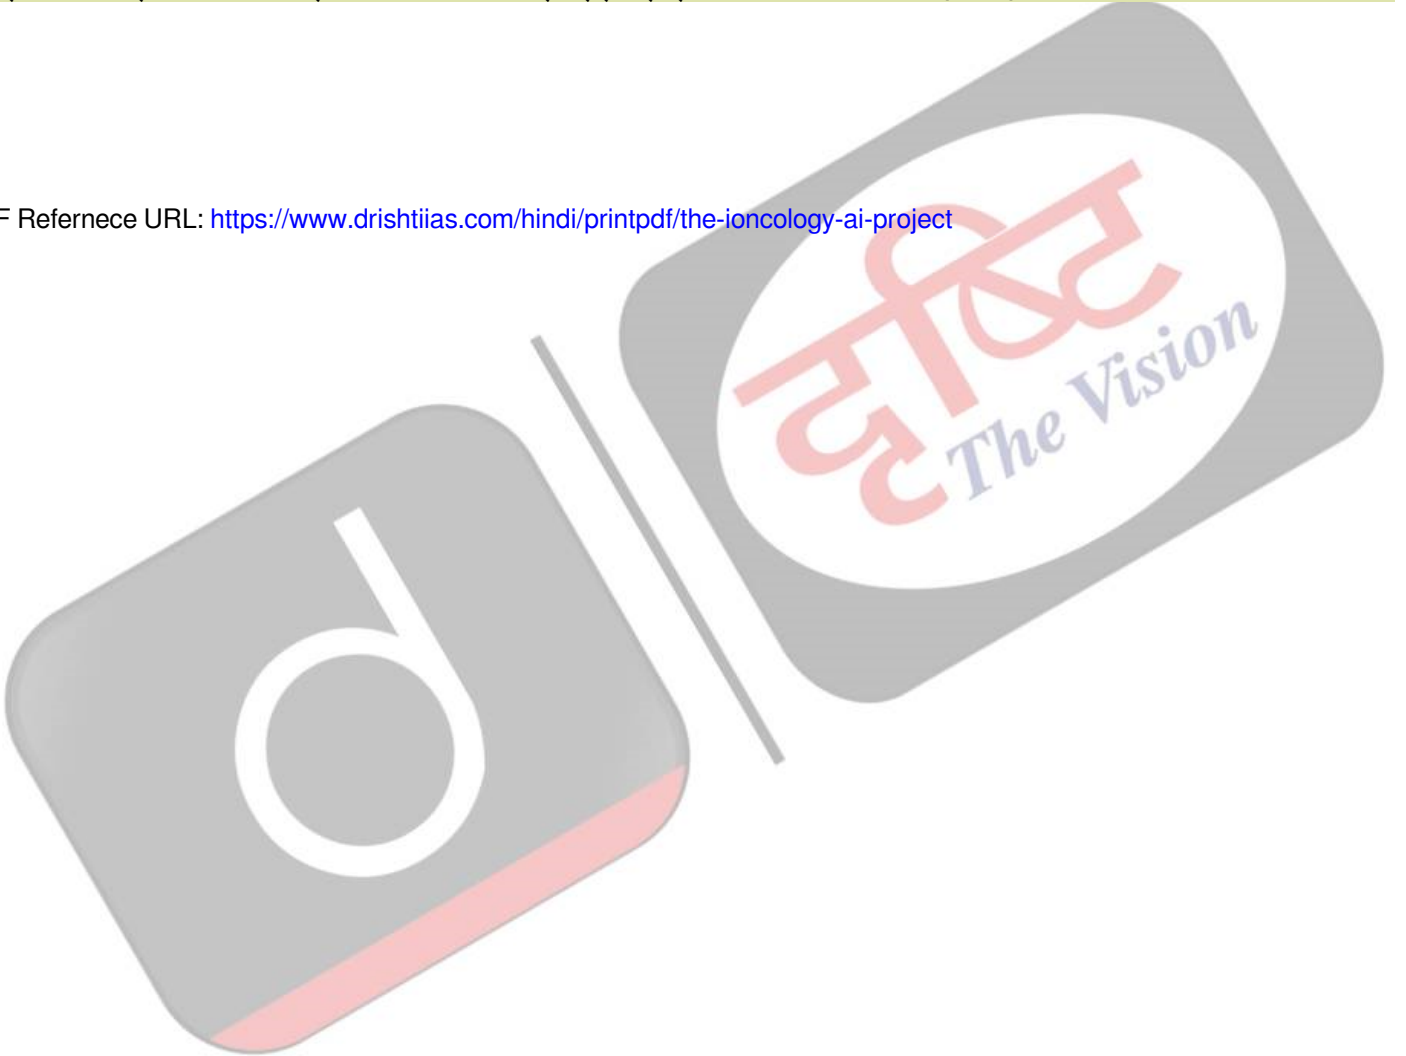 F Refernece URL: https://www.drishtiias.com/hindi/printpdf/the-ioncology-ai-project
दृष्टि
The Vision
d